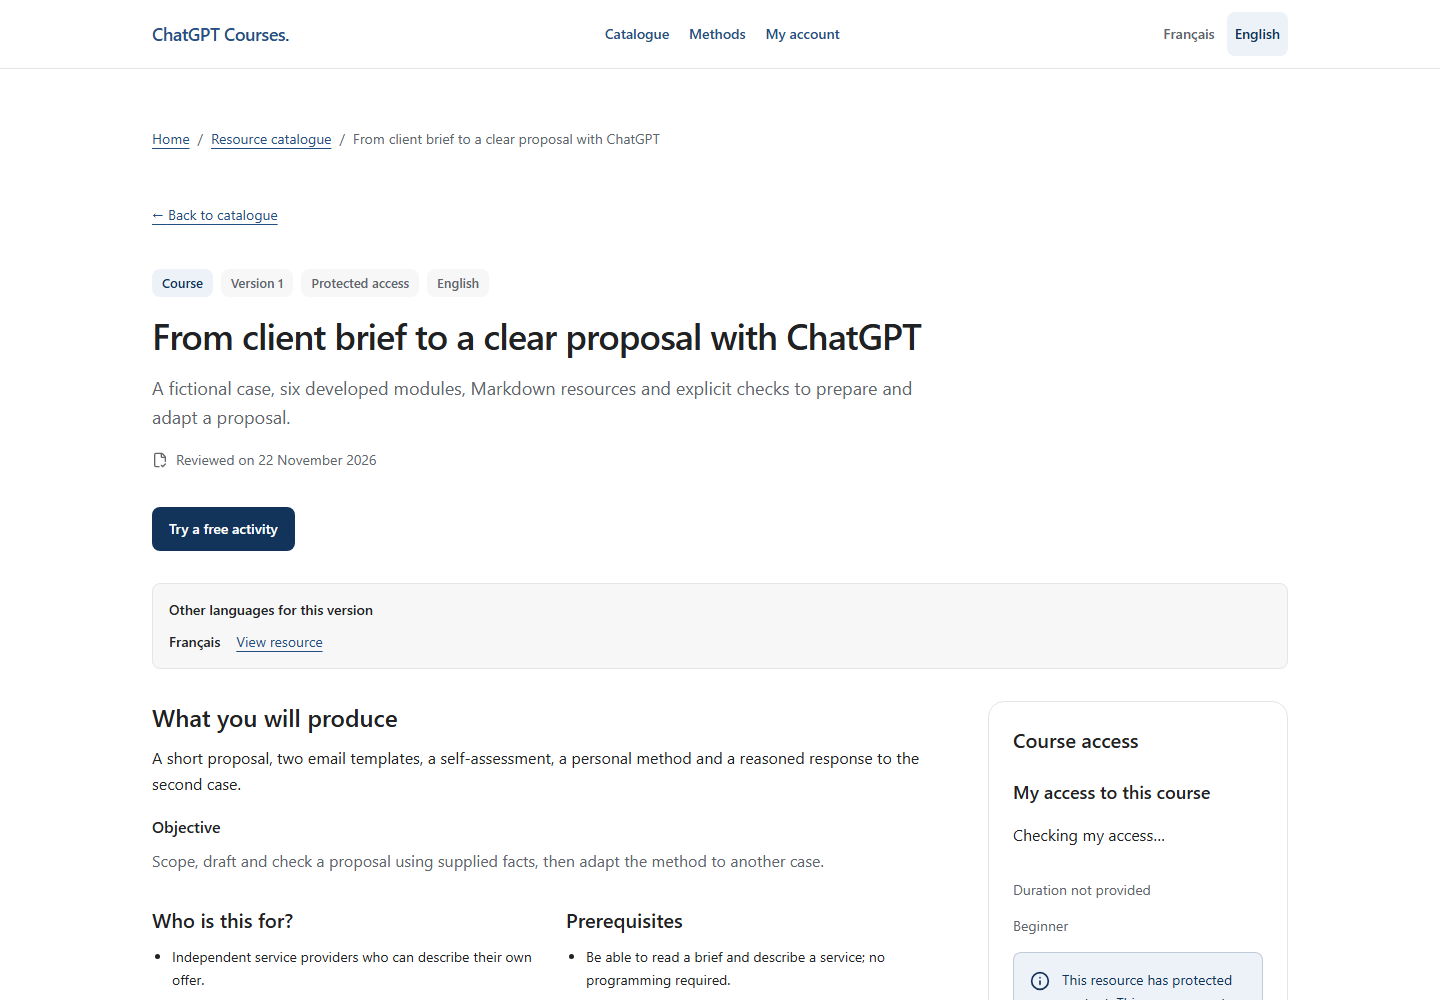 ChatGPT Courses.
Catalogue Methods My account
Français English
Home / Resource catalogue / From client brief to a clear proposal with ChatGPT
← Back to catalogue
Course Version 1 Protected access English
From client brief to a clear proposal with ChatGPT
A fictional case, six developed modules, Markdown resources and explicit checks to prepare and
adapt a proposal.
Reviewed on 22 November 2026
Try a free activity
Other languages for this version
Français View resource
What you will produce
A short proposal, two email templates, a self-assessment, a personal method and a reasoned response to the
second case.
Objective
Scope, draft and check a proposal using supplied facts, then adapt the method to another case.
Who is this for?
Independent service providers who can describe their own
offer.
Prerequisites
Be able to read a brief and describe a service; no
programming required.
Course access
My access to this course
Checking my access…
Duration not provided
Beginner
This resource has protected